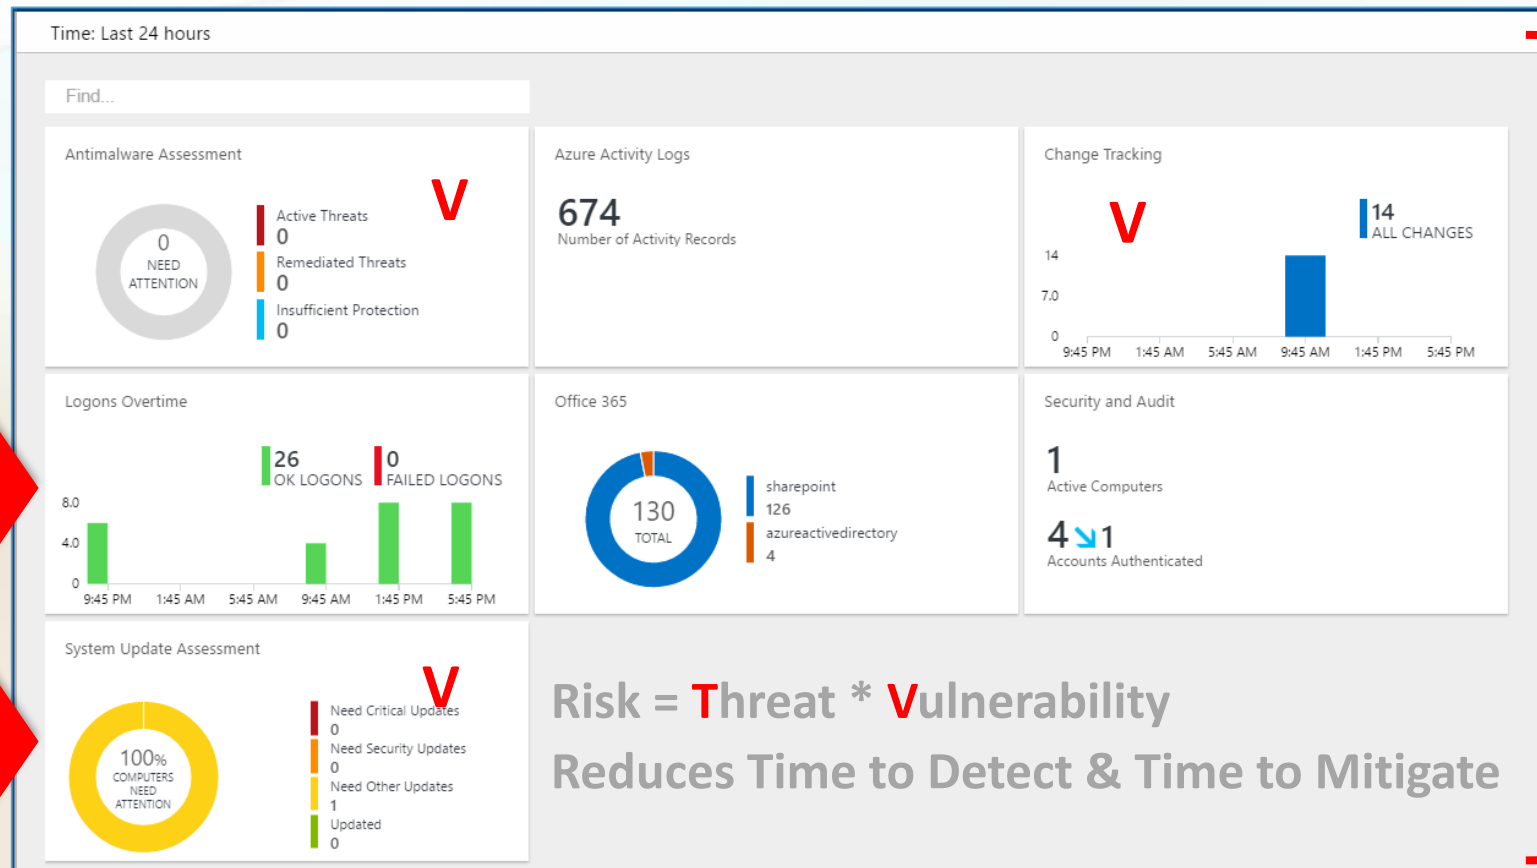 Time: Last 24 hours
Find...
Antimalware Assessment
V
0
NEED
ATTENTION
Active Threats
0
Remediated Threats
0
Insufficient Protection
0
Azure Activity Logs
674
Number of Activity Records
Change Tracking
V
14
ALL CHANGES
14
7.0
0
9:45 PM 1:45 AM 5:45 AM 9:45 AM 1:45 PM 5:45 PM
Logons Overtime
26
OK LOGONS
0
FAILED LOGONS
8.0
4.0
0
9:45 PM 1:45 AM 5:45 AM 9:45 AM 1:45 PM 5:45 PM
Office 365
130
TOTAL
sharepoint
126
azureactivedirectory
4
Security and Audit
1
Active Computers
4 1
Accounts Authenticated
System Update Assessment
V
100%
COMPUTERS
NEED
ATTENTION
Need Critical Updates
0
Need Security Updates
0
Need Other Updates
1
Updated
0
Risk = Threat * Vulnerability
Reduces Time to Detect & Time to Mitigate